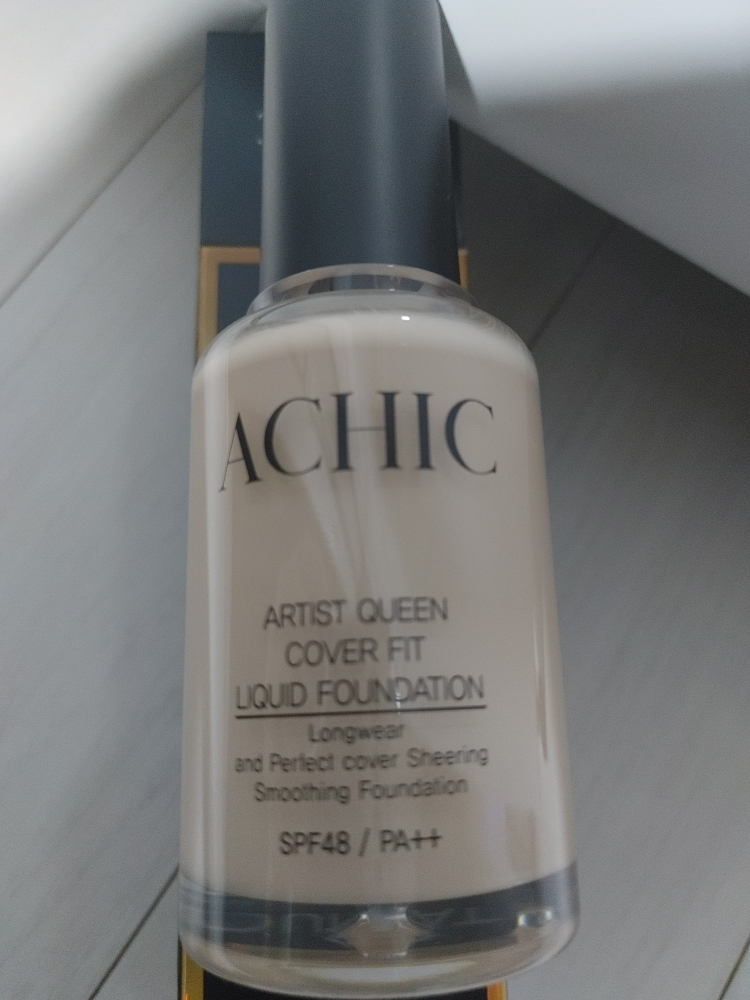 ACHIC
ARTIST QUEEN
COVER FIT
LIQUID FOUNDATION
Longwear
and Perfect cover Sheering
Smoothing Foundation
SPF48 / PA++